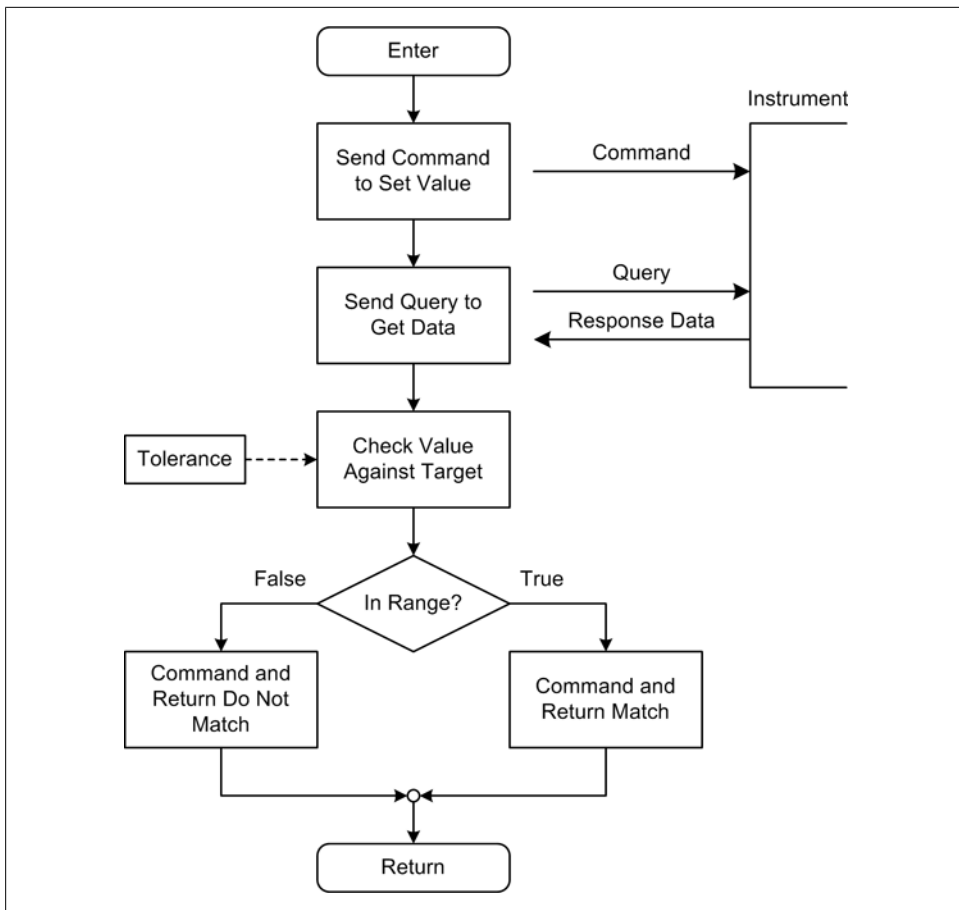 Enter
Instrument
Send Command
to Set Value
Command
Send Query to
Get Data
Query
Response Data
Tolerance
Check Value
Against Target
False
True
In Range?
Command and
Return Do Not
Match
Command and
Return Match
Return